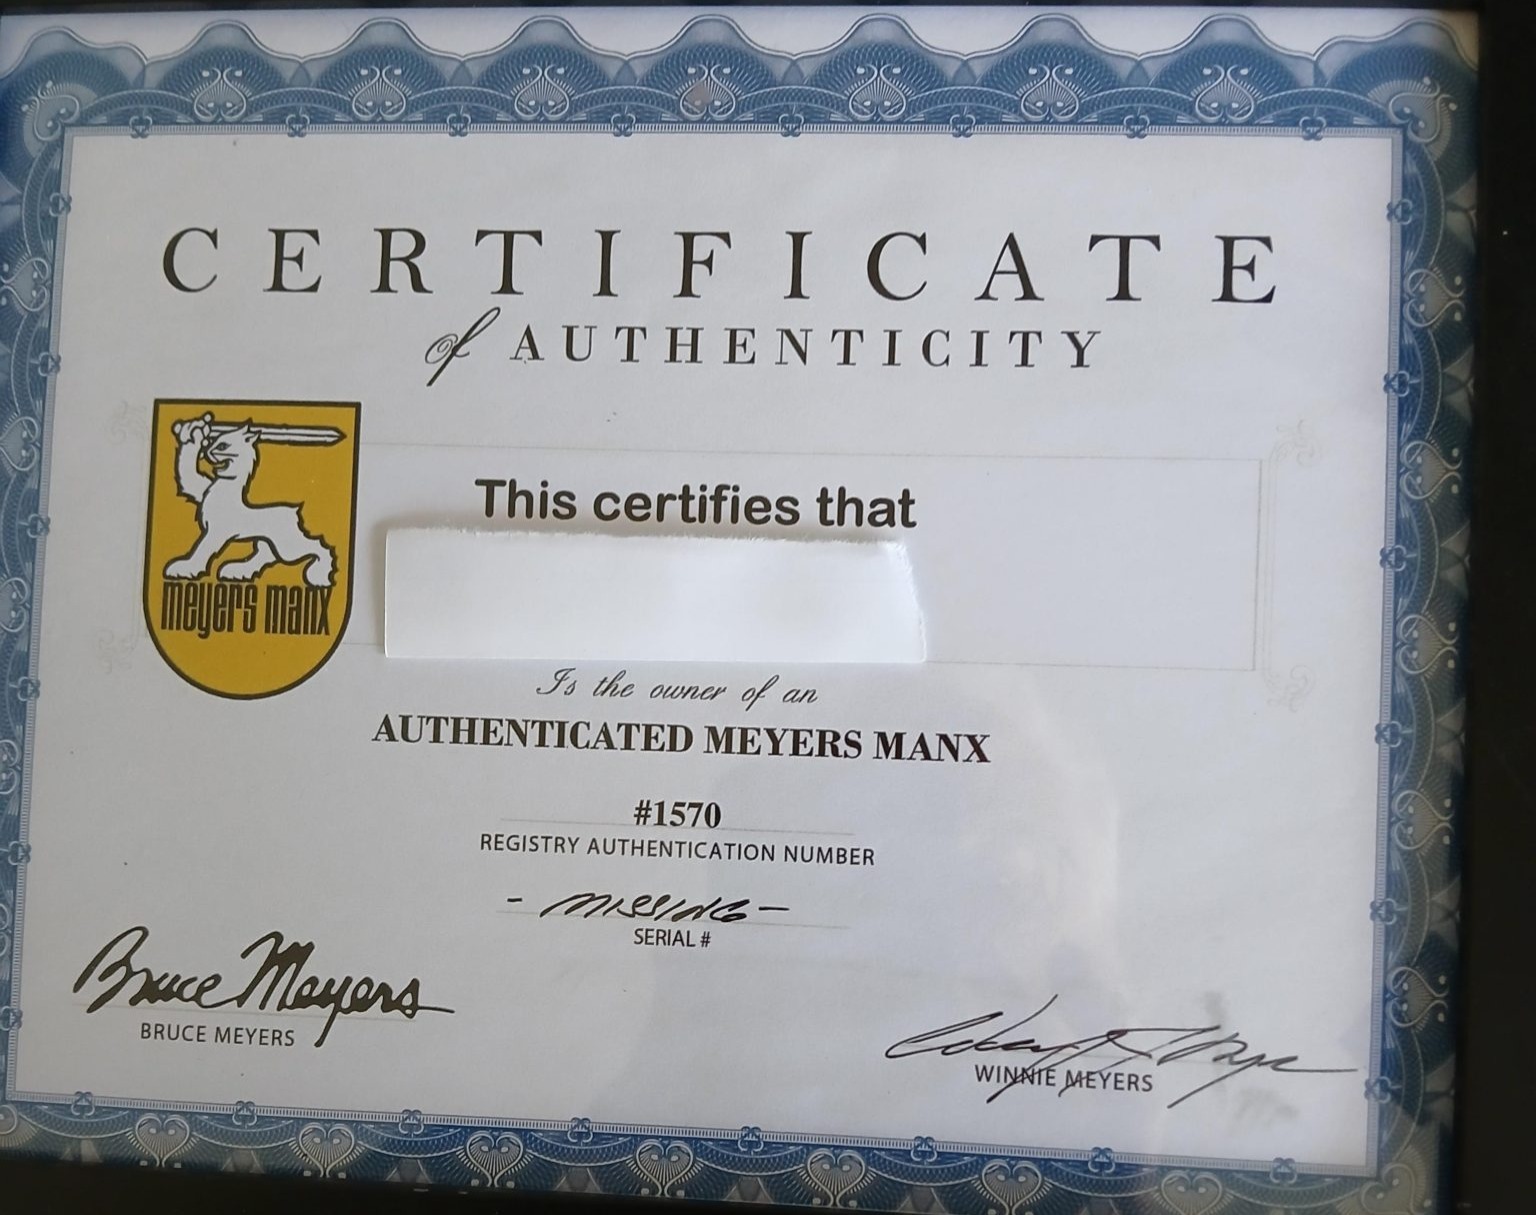 CERTIFICATE
of AUTHENTICITY
meyers manx
This certifies that
Is the owner of an
AUTHENTICATED MEYERS MANX
#1570
REGISTRY AUTHENTICATION NUMBER
- MISSING -
SERIAL #
Bruce Meyers
BRUCE MEYERS
WINNIE MEYERS